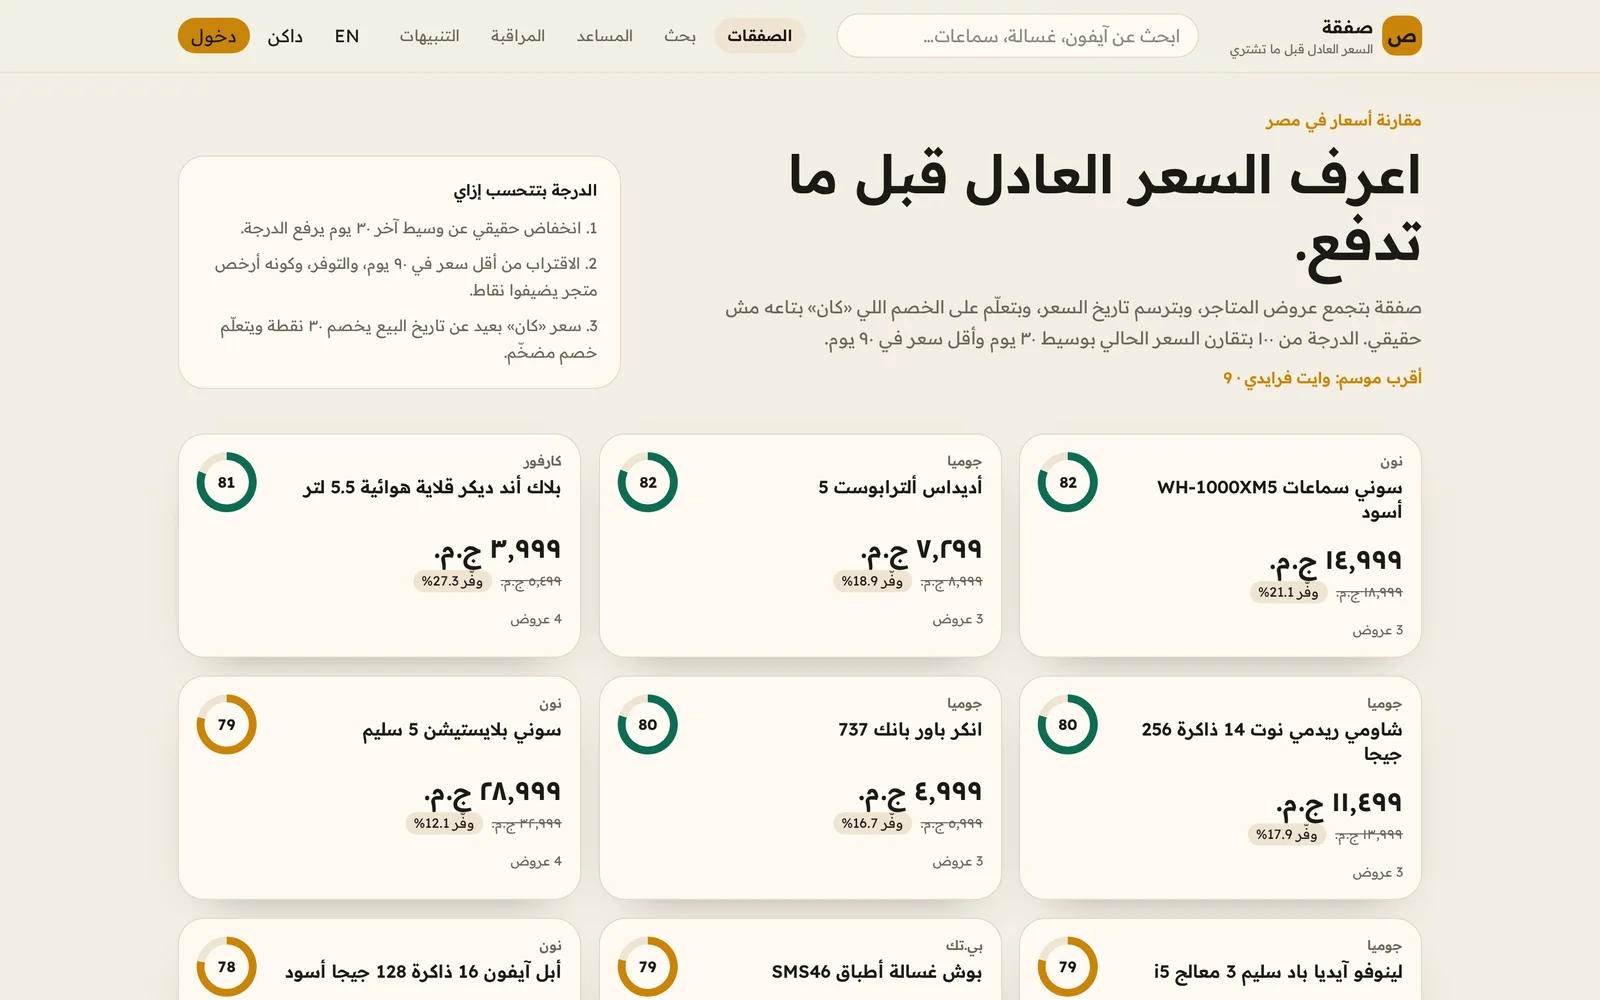 ص
صفقة
السعر العادل قبل ما تشتري
ابحث عن آيفون، غسالة، سماعات...
الصفقات
بحث
المساعد
المراقبة
التنبيهات
EN
داكن
دخول
مقارنة أسعار في مصر
اعرف السعر العادل قبل ما
تدفع.
صفقة بتجمع عروض المتاجر، وبترسم تاريخ السعر، وبتعلّم على الخصم اللي «كان» بتاعه مش
حقيقي. الدرجة من ١٠٠ بتقارن السعر الحالي بوسيط ٣٠ يوم وأقل سعر في ٩٠ يوم.
أقرب موسم: وايت فرايدي · 9
الدرجة بتتحسب إزاي
1. انخفاض حقيقي عن وسيط آخر ٣٠ يوم يرفع الدرجة.
2. الاقتراب من أقل سعر في ٩٠ يوم، والتوفر، وكونه أرخص
متجر يضيفوا نقاط.
3. سعر «كان» بعيد عن تاريخ البيع يخصم ٣٠ نقطة ويتعلّم
خصم مضخّم.
نون
سوني سماعات WH-1000XM5
أسود
82
١٤,٩٩٩ ج.م.
١٨,٩٩٩ ج.م. وفّر 21.1%
3 عروض
جوميا
أديداس ألترابوست 5
82
٧,٢٩٩ ج.م.
٨,٩٩٩ ج.م. وفّر 18.9%
3 عروض
كارفور
بلاك أند ديكر قلاية هوائية 5.5 لتر
81
٣,٩٩٩ ج.م.
٥,٤٩٩ ج.م. وفّر 27.3%
4 عروض
جوميا
شاومي ريدمي نوت 14 ذاكرة 256
جيجا
80
١١,٤٩٩ ج.م.
١٣,٩٩٩ ج.م. وفّر 17.9%
3 عروض
جوميا
انكر باور بانك 737
80
٤,٩٩٩ ج.م.
٥,٩٩٩ ج.م. وفّر 16.7%
3 عروض
نون
سوني بلايستيشن 5 سليم
79
٢٨,٩٩٩ ج.م.
٣٢,٩٩٩ ج.م. وفّر 12.1%
4 عروض
جوميا
لينوفو آيديا باد سليم 3 معالج i5
79
بي.تك
بوش غسالة أطباق SMS46
79
نون
أبل آيفون 16 ذاكرة 128 جيجا أسود
78